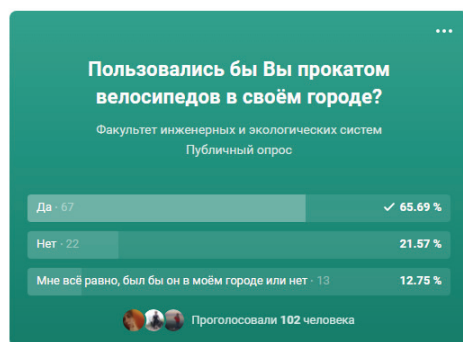 Пользовались бы Вы прокатом
велосипедов в своём городе?
Факультет инженерных и экологических систем
Публичный опрос
Да · 67 65.69 %
Нет · 22 21.57 %
Мне всё равно, был бы он в моём городе или нет · 13 12.75 %
Проголосовали 102 человека